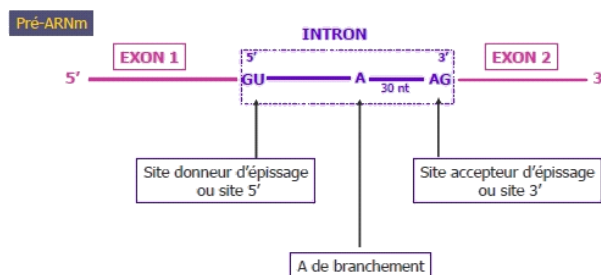 Pré-ARNm
INTRON
EXON 1
5'
3'
EXON 2
5'
GU
A
AG
3'
30 nt
Site donneur d'épissage
ou site 5'
Site accepteur d'épissage
ou site 3'
A de branchement